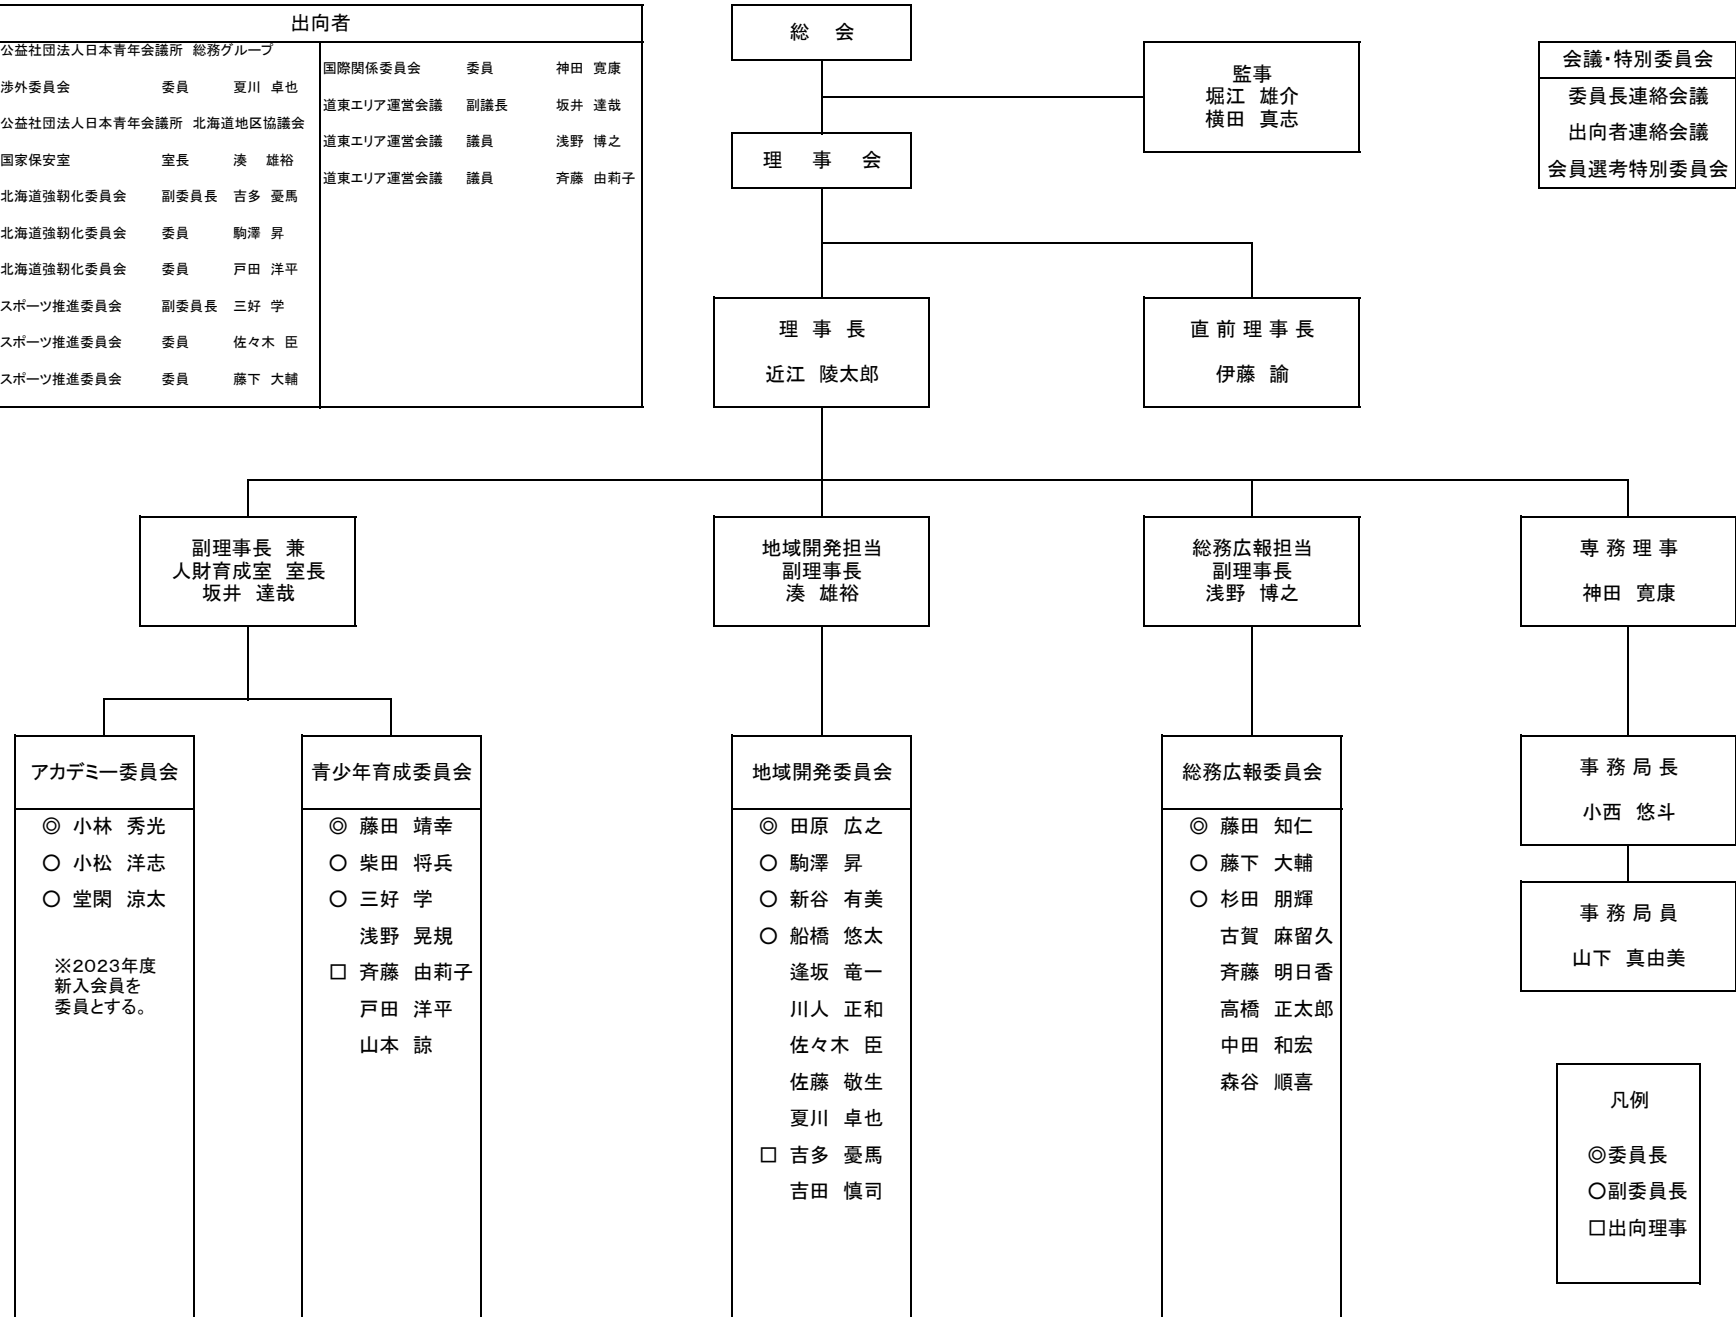 出向者
公益社団法人日本青年会議所 総務グループ
渉外委員会 委員 夏川 卓也
公益社団法人日本青年会議所 北海道地区協議会
国家保安室 室長 湊 雄裕
北海道強靭化委員会 副委員長 吉多 憂馬
北海道強靭化委員会 委員 駒澤 昇
北海道強靭化委員会 委員 戸田 洋平
スポーツ推進委員会 副委員長 三好 学
スポーツ推進委員会 委員 佐々木 臣
スポーツ推進委員会 委員 藤下 大輔
国際関係委員会 委員 神田 寛康
道東エリア運営会議 副議長 坂井 達哉
道東エリア運営会議 議員 浅野 博之
道東エリア運営会議 議員 斉藤 由莉子
総 会
監事
堀江 雄介
横田 真志
会議・特別委員会
委員長連絡会議
出向者連絡会議
会員選考特別委員会
理 事 会
理 事 長
近江 陵太郎
直 前 理 事 長
伊藤 諭
副理事長 兼
人財育成室 室長
坂井 達哉
地域開発担当
副理事長
湊 雄裕
総務広報担当
副理事長
浅野 博之
専 務 理 事
神田 寛康
アカデミー委員会
◎ 小林 秀光
○ 小松 洋志
○ 堂閑 涼太
※2023年度
新入会員を
委員とする。
青少年育成委員会
◎ 藤田 靖幸
○ 柴田 将兵
○ 三好 学
浅野 晃規
□ 斉藤 由莉子
戸田 洋平
山本 諒
地域開発委員会
◎ 田原 広之
○ 駒澤 昇
○ 新谷 有美
○ 船橋 悠太
逢坂 竜一
川人 正和
佐々木 臣
佐藤 敬生
夏川 卓也
□ 吉多 憂馬
吉田 慎司
総務広報委員会
◎ 藤田 知仁
○ 藤下 大輔
○ 杉田 朋輝
古賀 麻留久
斉藤 明日香
高橋 正太郎
中田 和宏
森谷 順喜
事 務 局 長
小西 悠斗
事 務 局 員
山下 真由美
凡例
◎委員長
○副委員長
□出向理事